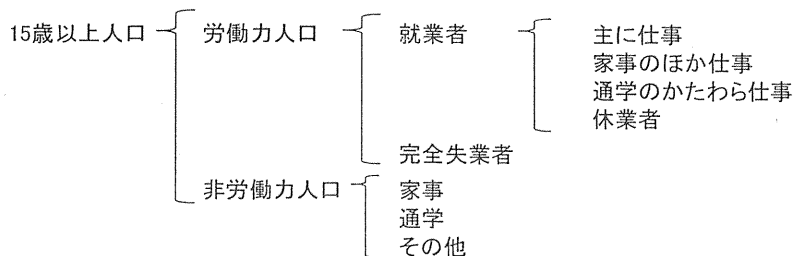 15歳以上人口 労働力人口 就業者 主に仕事
家事のほか仕事
通学のかたわら仕事
休業者
完全失業者
非労働力人口 家事
通学
その他